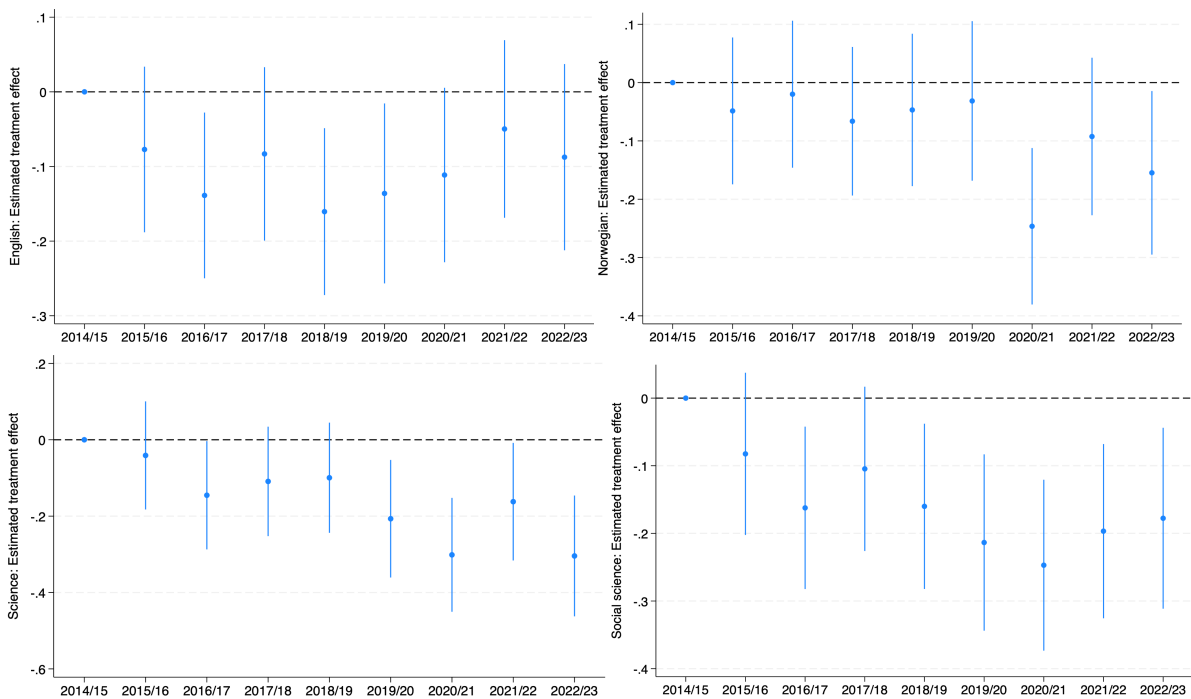 English: Estimated treatment effect
.1
0
-.1
-.2
-.3
2014/15 2015/16 2016/17 2017/18 2018/19 2019/20 2020/21 2021/22 2022/23
Norwegian: Estimated treatment effect
.1
0
-.1
-.2
-.3
-.4
2014/15 2015/16 2016/17 2017/18 2018/19 2019/20 2020/21 2021/22 2022/23
Science: Estimated treatment effect
.2
0
-.2
-.4
-.6
2014/15 2015/16 2016/17 2017/18 2018/19 2019/20 2020/21 2021/22 2022/23
Social science: Estimated treatment effect
0
-.1
-.2
-.3
-.4
2014/15 2015/16 2016/17 2017/18 2018/19 2019/20 2020/21 2021/22 2022/23